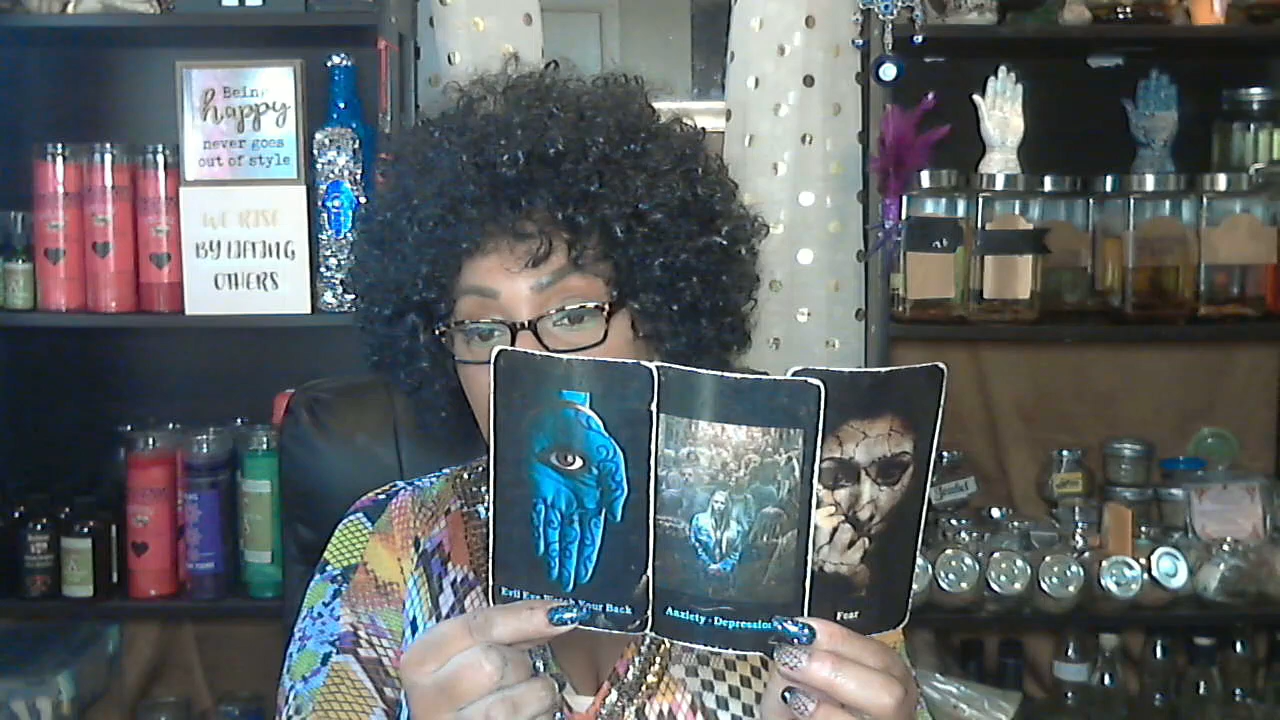 Being
happy
never goes
out of style
WE RISE
BY LIFTING
OTHERS
Evil Eye Watch Your Back
Anxiety - Depression
Fear